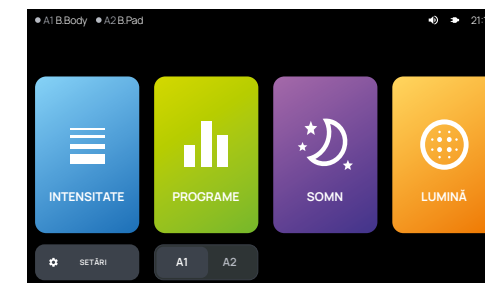 A1 B.Body A2 B.Pad
INTENSITATE PROGRAME SOMN LUMINĂ
SETĂRI A1 A2